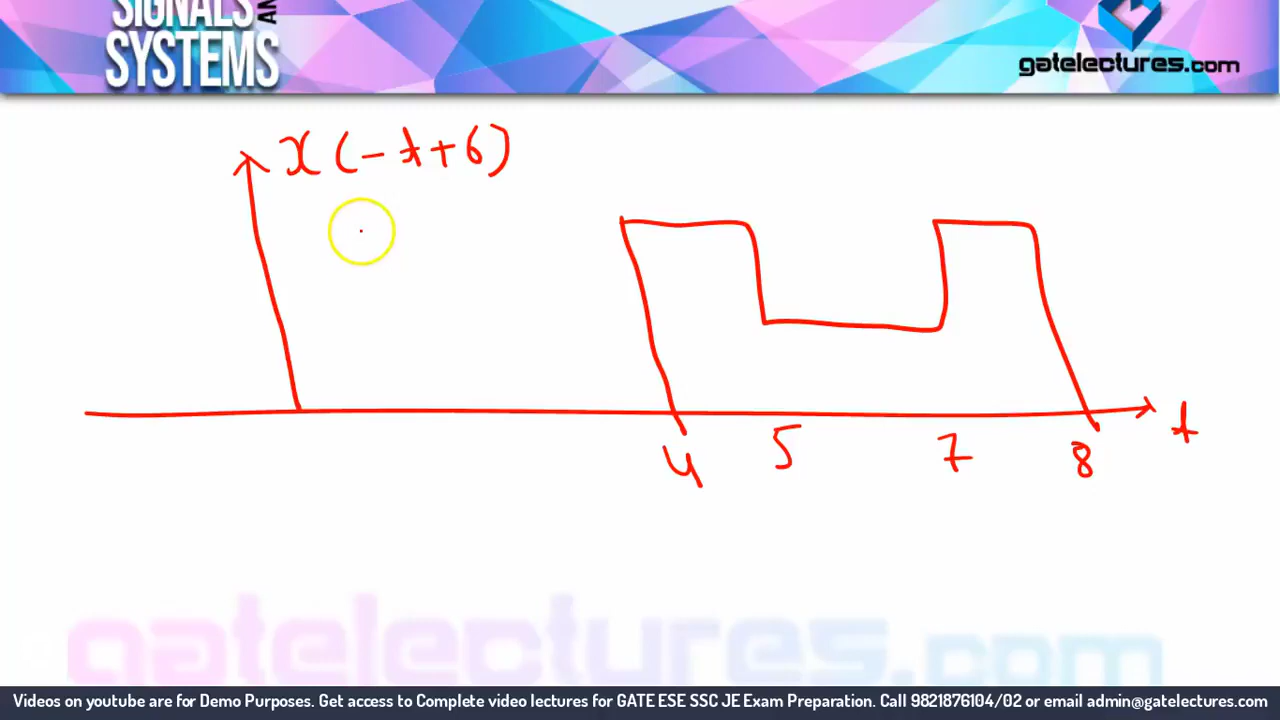 SIGNALS AND
SYSTEMS
gatelectures.com
x(-t+6)
t
4 5 7 8
gatelectures.com
Videos on youtube are for Demo Purposes. Get access to Complete video lectures for GATE ESE SSC JE Exam Preparation. Call 9821876104/02 or email admin@gatelectures.com